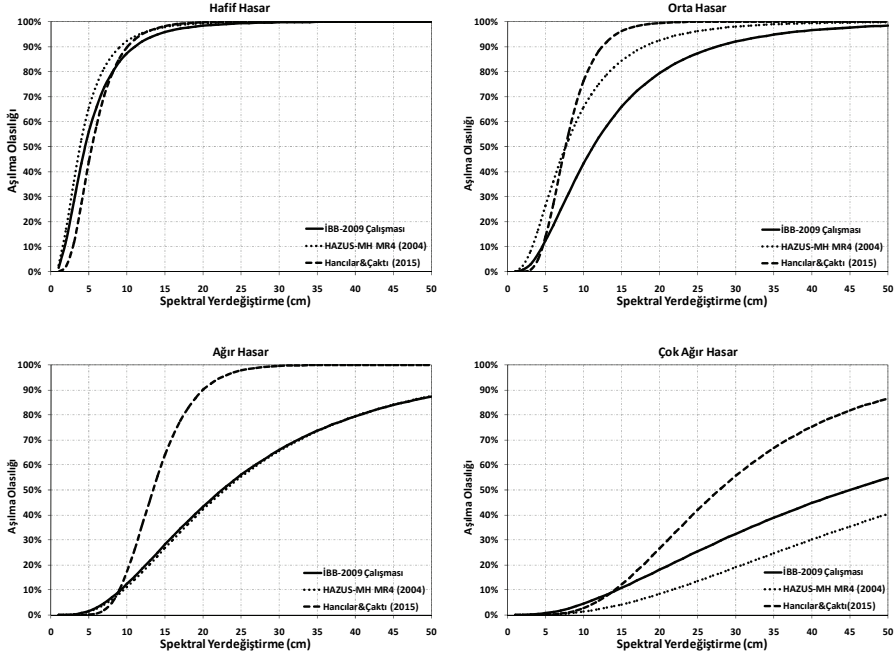 Hafif Hasar
100%
90%
80%
70%
60%
50%
40%
30%
20%
10%
0%
Aşılma Olasılığı
İBB-2009 Çalışması
HAZUS-MH MR4 (2004)
Hancılar&Çaktı (2015)
0 5 10 15 20 25 30 35 40 45 50
Spektral Yerdeğiştirme (cm)
Orta Hasar
100%
90%
80%
70%
60%
50%
40%
30%
20%
10%
0%
Aşılma Olasılığı
İBB-2009 Çalışması
HAZUS-MH MR4 (2004)
Hancılar&Çaktı (2015)
0 5 10 15 20 25 30 35 40 45 50
Spektral Yerdeğiştirme (cm)
Ağır Hasar
100%
90%
80%
70%
60%
50%
40%
30%
20%
10%
0%
Aşılma Olasılığı
İBB-2009 Çalışması
HAZUS-MH MR4 (2004)
Hancılar&Çaktı (2015)
0 5 10 15 20 25 30 35 40 45 50
Spektral Yerdeğiştirme (cm)
Çok Ağır Hasar
100%
90%
80%
70%
60%
50%
40%
30%
20%
10%
0%
Aşılma Olasılığı
İBB-2009 Çalışması
HAZUS-MH MR4 (2004)
Hancılar&Çaktı(2015)
0 5 10 15 20 25 30 35 40 45 50
Spektral Yerdeğiştirme (cm)